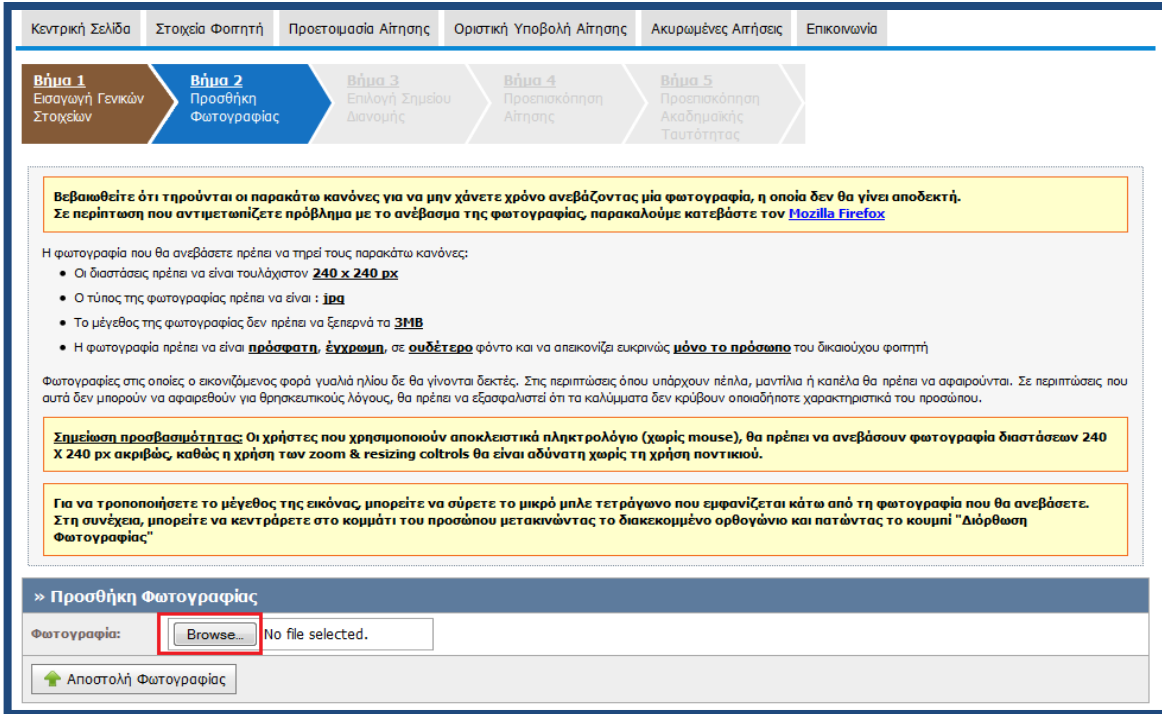 Κεντρική Σελίδα Στοιχεία Φοιτητή Προετοιμασία Αίτησης Οριστική Υποβολή Αίτησης Ακυρωμένες Αιτήσεις Επικοινωνία
Βήμα 1
Εισαγωγή Γενικών
Στοιχείων
Βήμα 2
Προσθήκη
Φωτογραφίας
Βήμα 3
Επιλογή Σημείου
Διανομής
Βήμα 4
Προεπισκόπηση
Αίτησης
Βήμα 5
Προεπισκόπηση
Ακαδημαϊκής
Ταυτότητας
Βεβαιωθείτε ότι τηρούνται οι παρακάτω κανόνες για να μην χάνετε χρόνο ανεβάζοντας μία φωτογραφία, η οποία δεν θα γίνει αποδεκτή.
Σε περίπτωση που αντιμετωπίζετε πρόβλημα με το ανέβασμα της φωτογραφίας, παρακαλούμε κατεβάστε τον Mozilla Firefox
Η φωτογραφία που θα ανεβάσετε πρέπει να τηρεί τους παρακάτω κανόνες:
• Οι διαστάσεις πρέπει να είναι τουλάχιστον 240 x 240 px
• Ο τύπος της φωτογραφίας πρέπει να είναι : jpg
• Το μέγεθος της φωτογραφίας δεν πρέπει να ξεπερνά τα 3MB
• Η φωτογραφία πρέπει να είναι πρόσφατη, έγχρωμη, σε ουδέτερο φόντο και να απεικονίζει ευκρινώς μόνο το πρόσωπο του δικαιούχου φοιτητή
Φωτογραφίες στις οποίες ο εικονιζόμενος φορά γυαλιά ηλίου δε θα γίνονται δεκτές. Στις περιπτώσεις όπου υπάρχουν πέπλα, μαντίλια ή καπέλα θα πρέπει να αφαιρούνται. Σε περιπτώσεις που
αυτά δεν μπορούν να αφαιρεθούν για θρησκευτικούς λόγους, θα πρέπει να εξασφαλιστεί ότι τα καλύμματα δεν κρύβουν οποιαδήποτε χαρακτηριστικά του προσώπου.
Σημείωση προσβασιμότητας: Οι χρήστες που χρησιμοποιούν αποκλειστικά πληκτρολόγιο (χωρίς mouse), θα πρέπει να ανεβάσουν φωτογραφία διαστάσεων 240
X 240 px ακριβώς, καθώς η χρήση των zoom & resizing coltrols θα είναι αδύνατη χωρίς τη χρήση ποντικιού.
Για να τροποποιήσετε το μέγεθος της εικόνας, μπορείτε να σύρετε το μικρό μπλε τετράγωνο που εμφανίζεται κάτω από τη φωτογραφία που θα ανεβάσετε.
Στη συνέχεια, μπορείτε να κεντράρετε στο κομμάτι του προσώπου μετακινώντας το διακεκομμένο ορθογώνιο και πατώντας το κουμπί "Διόρθωση
Φωτογραφίας"
» Προσθήκη Φωτογραφίας
Φωτογραφία: Browse... No file selected.
Αποστολή Φωτογραφίας